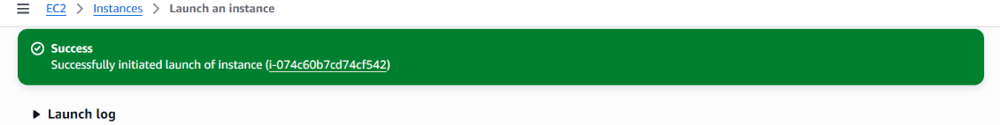 EC2 > Instances > Launch an instance
Success
Successfully initiated launch of instance (i-074c60b7cd74cf542)
Launch log